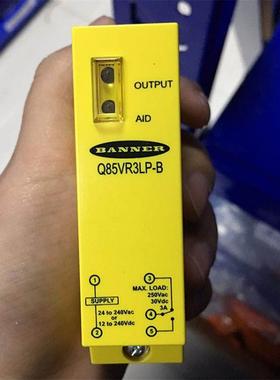 OUTPUT
AID
BANNER
Q85VR3LP-B
1
3
MAX. LOAD:
250Vac
30Vdc
3A
SUPPLY
4
24 to 240Vac
or
12 to 240Vdc
2
5